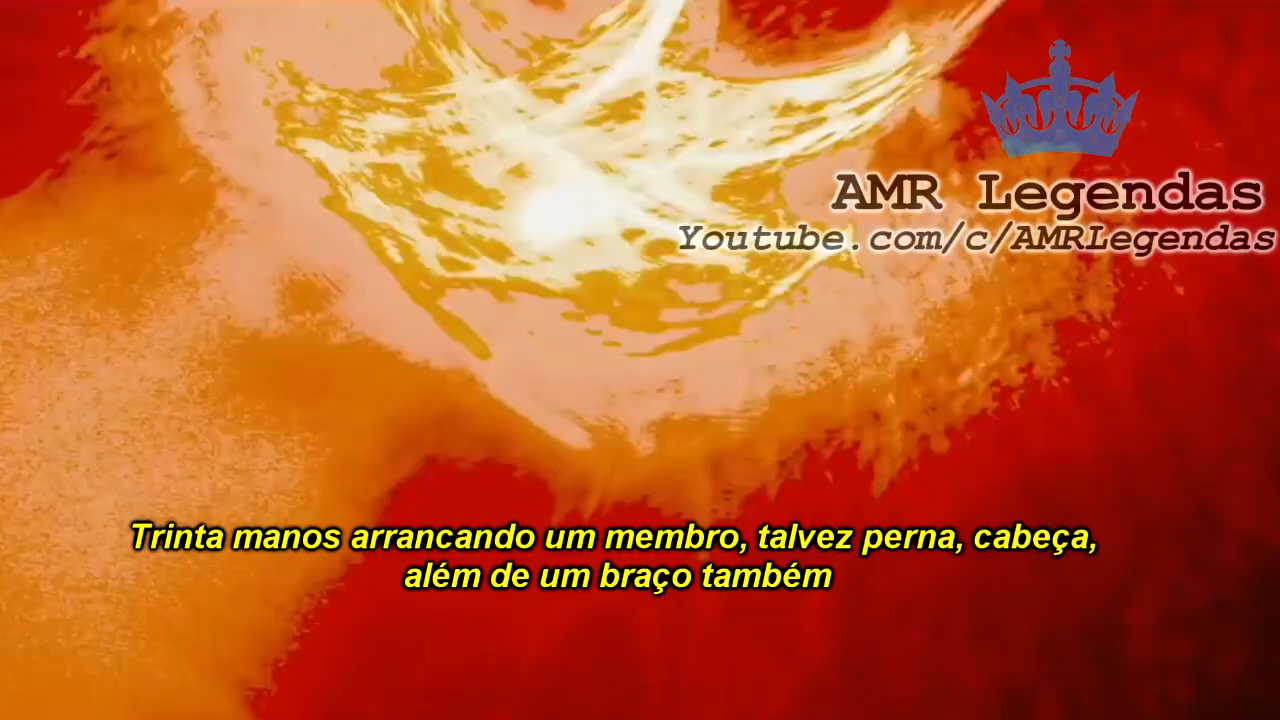 AMR Legendas
Youtube.com/c/AMRLegendas
Trinta manos arrancando um membro, talvez perna, cabeça,
além de um braço também